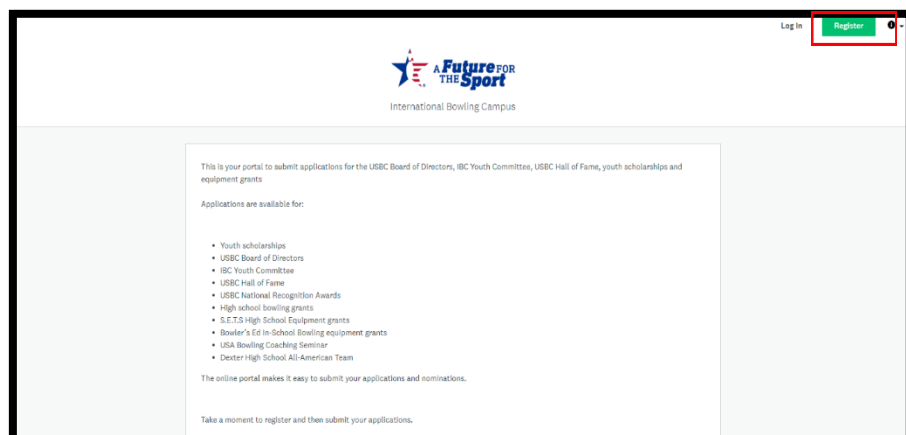 Log In Register
A Future FOR
THE Sport
International Bowling Campus
This is your portal to submit applications for the USBC Board of Directors, IBC Youth Committee, USBC Hall of Fame, youth scholarships and
equipment grants
Applications are available for:
• Youth scholarships
• USBC Board of Directors
• IBC Youth Committee
• USBC Hall of Fame
• USBC National Recognition Awards
• High school bowling grants
• S.E.T.S High School Equipment grants
• Bowler's Ed In-School Bowling equipment grants
• USA Bowling Coaching Seminar
• Dexter High School All-American Team
The online portal makes it easy to submit your applications and nominations.
Take a moment to register and then submit your applications.